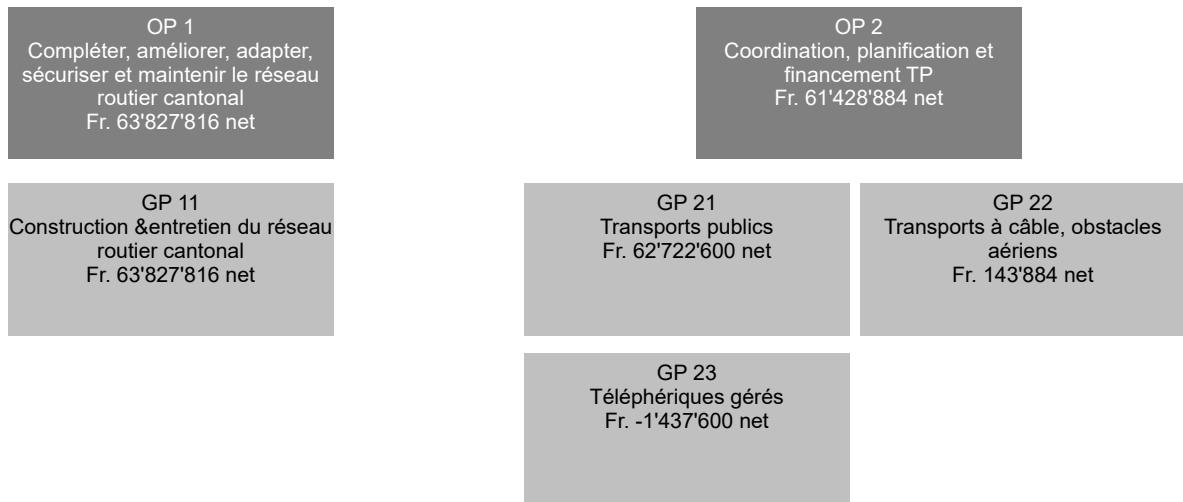 OP 1
Compléter, améliorer, adapter,
sécuriser et maintenir le réseau
routier cantonal
Fr. 63'827'816 net
OP 2
Coordination, planification et
financement TP
Fr. 61'428'884 net
GP 11
Construction &entretien du réseau
routier cantonal
Fr. 63'827'816 net
GP 21
Transports publics
Fr. 62'722'600 net
GP 22
Transports à câble, obstacles
aériens
Fr. 143'884 net
GP 23
Téléphériques gérés
Fr. -1'437'600 net